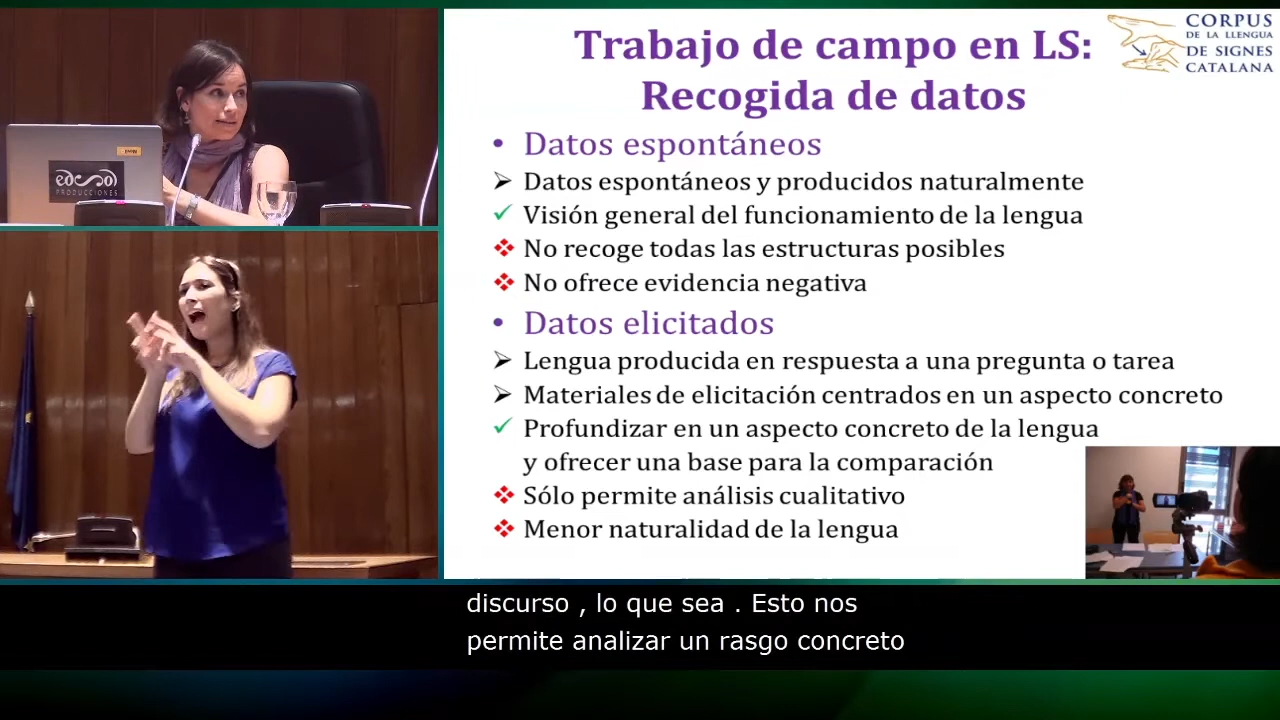 Trabajo de campo en LS:
Recogida de datos
CORPUS
DE LA LLENGUA
DE SIGNES
CATALANA
• Datos espontáneos
➢ Datos espontáneos y producidos naturalmente
✓ Visión general del funcionamiento de la lengua
❖ No recoge todas las estructuras posibles
❖ No ofrece evidencia negativa
• Datos elicitados
➢ Lengua producida en respuesta a una pregunta o tarea
➢ Materiales de elicitación centrados en un aspecto concreto
✓ Profundizar en un aspecto concreto de la lengua
y ofrecer una base para la comparación
❖ Sólo permite análisis cualitativo
❖ Menor naturalidad de la lengua
PRODUCCIONES
discurso , lo que sea . Esto nos
permite analizar un rasgo concreto